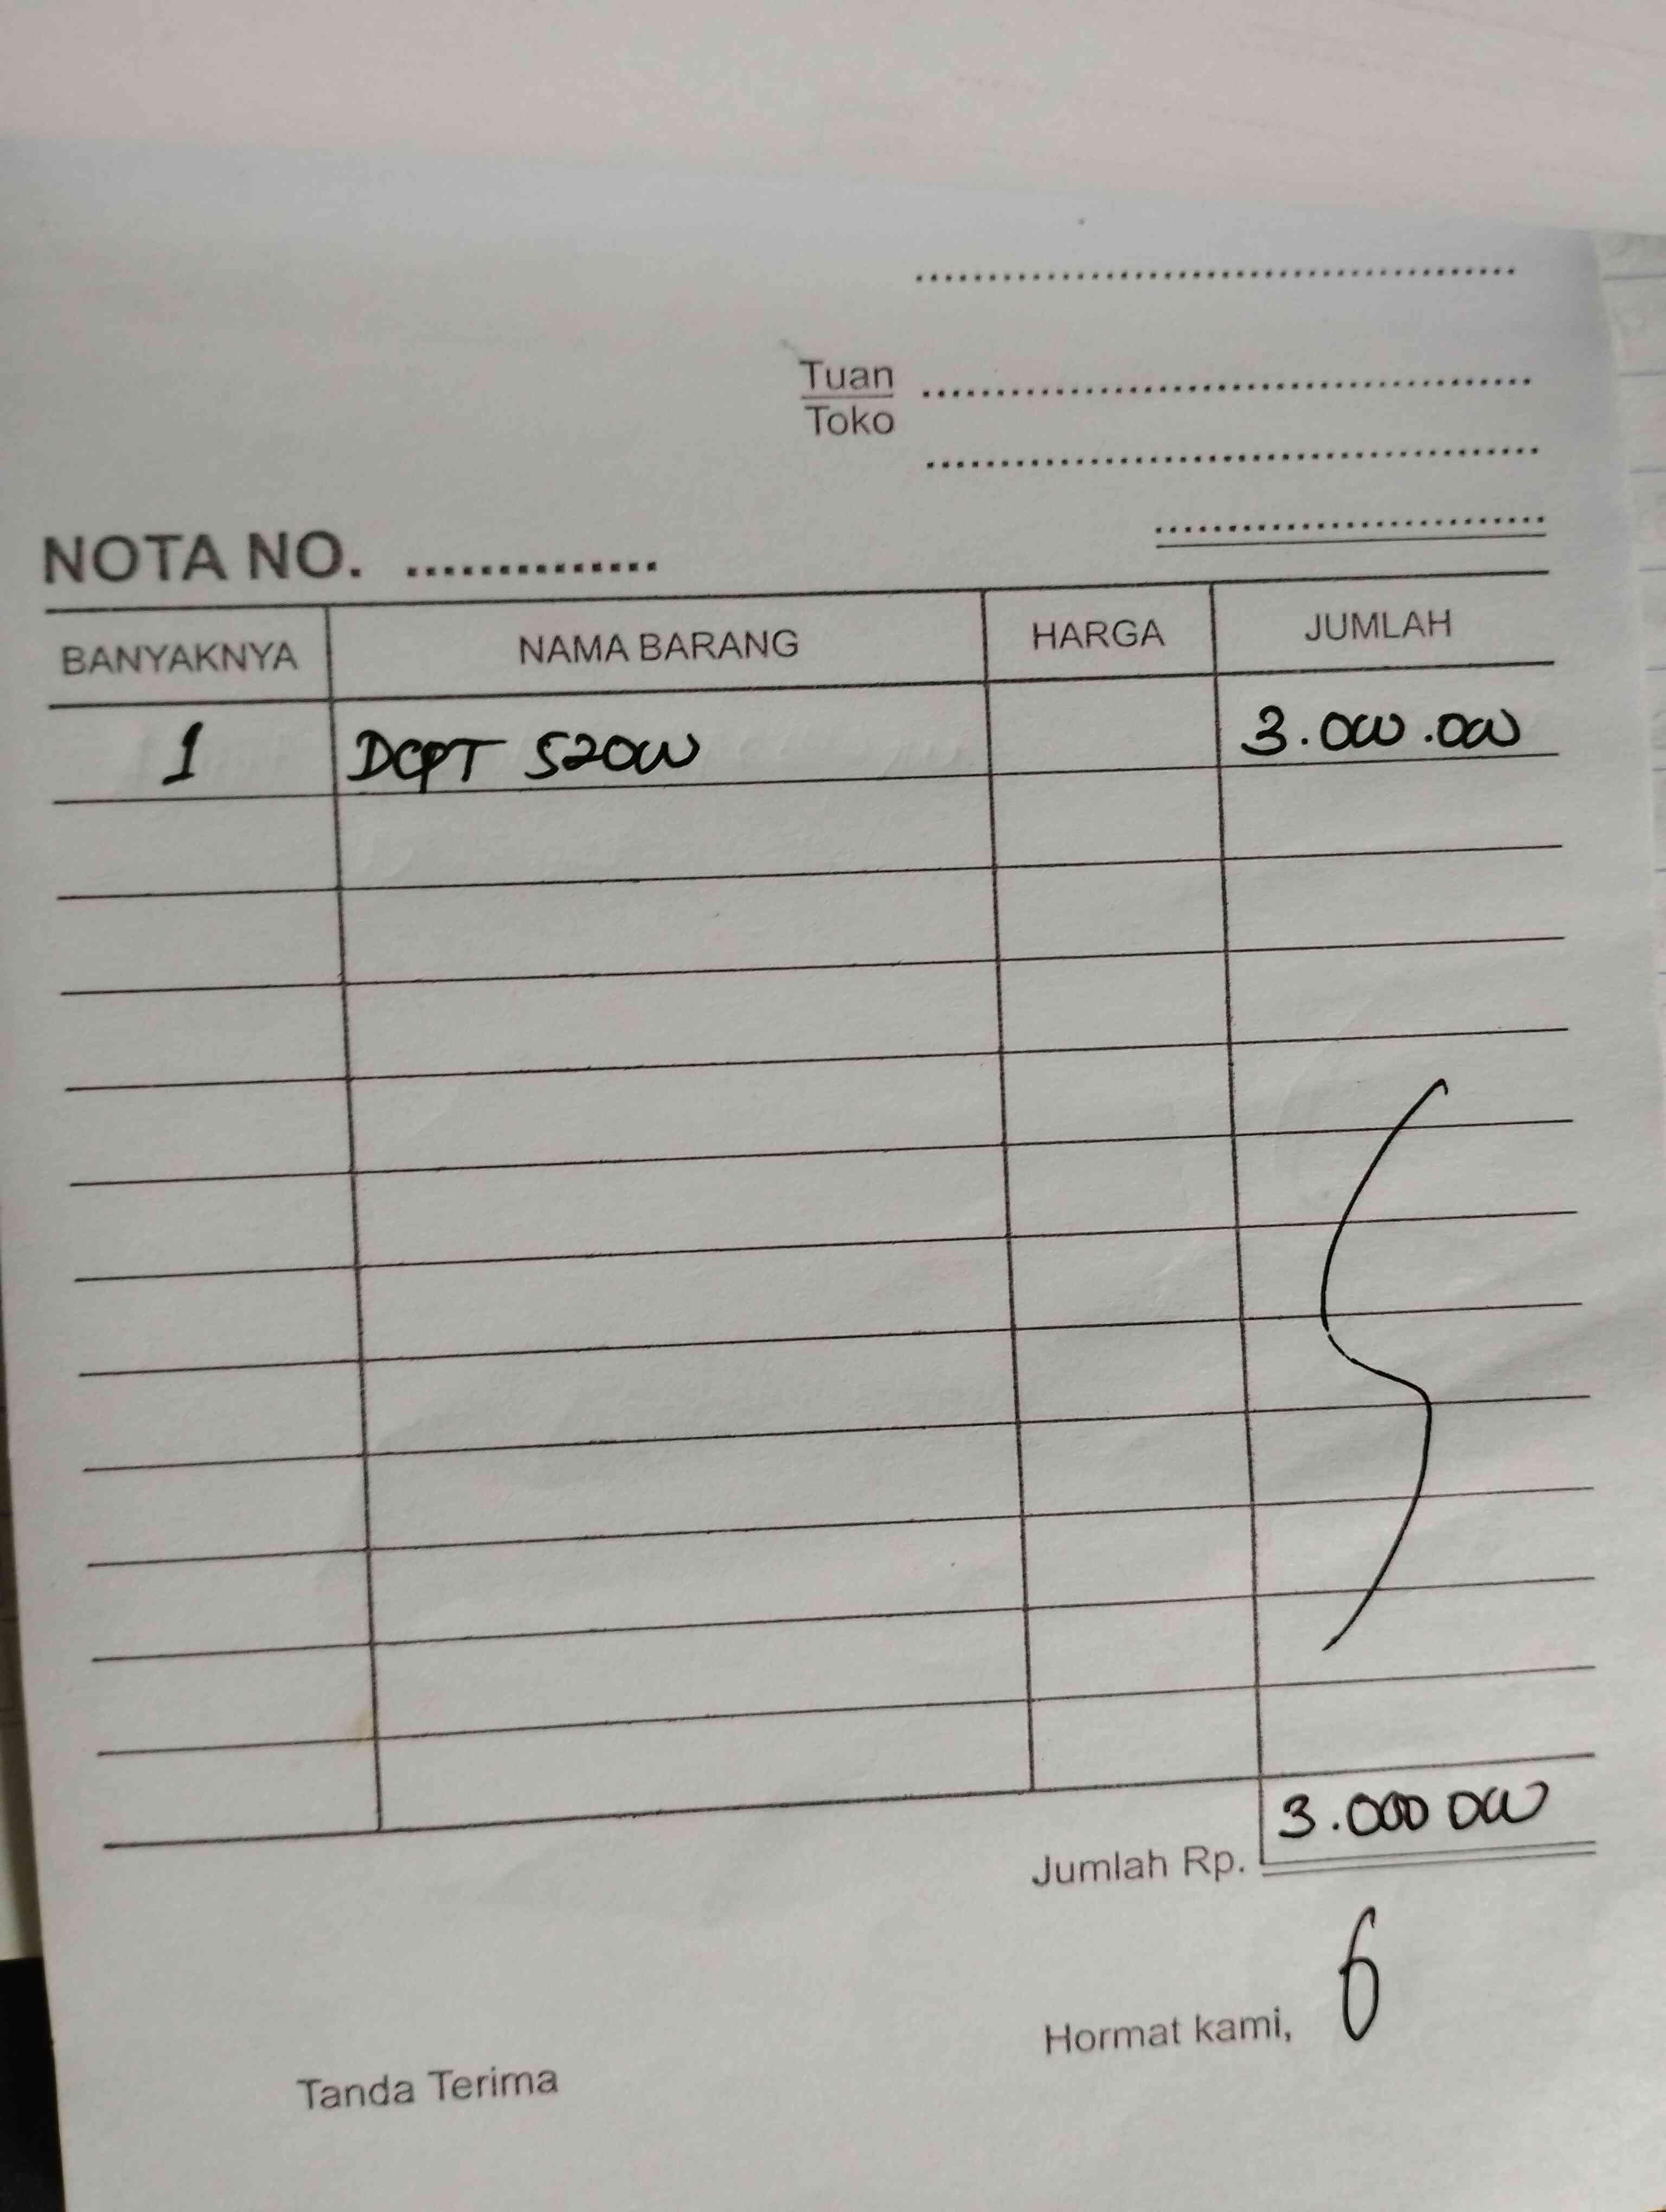 Tuan
Toko
NOTA NO. ..............
BANYAKNYA NAMA BARANG HARGA JUMLAH
1 DCPT 520W 3.000.000
Jumlah Rp. 3.000 000
Hormat kami,
Tanda Terima